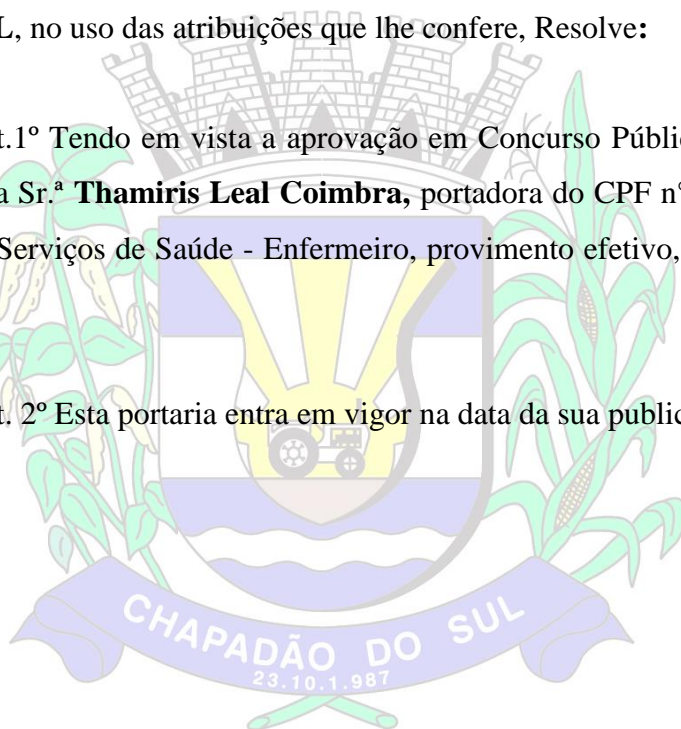 L, no uso das atribuições que lhe confere, Resolve:
t.1º Tendo em vista a aprovação em Concurso Públic
a Sr.ª Thamiris Leal Coimbra, portadora do CPF nº
Serviços de Saúde - Enfermeiro, provimento efetivo,
t. 2º Esta portaria entra em vigor na data da sua public
CHAPADÃO DO SUL
23.10.1.987